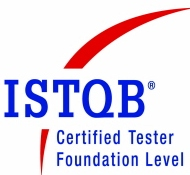 ISTQB®
Certified Tester
Foundation Level